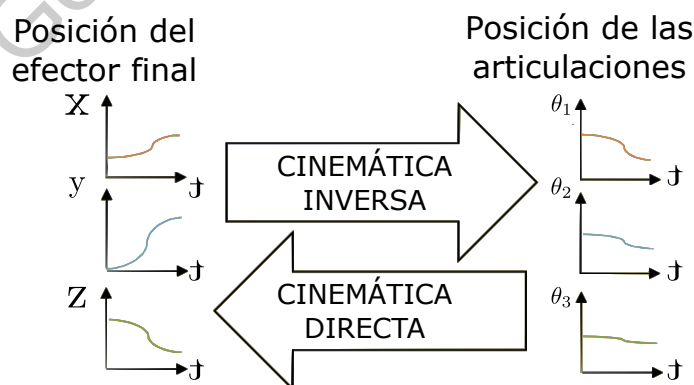 Posición del
efector final
Posición de las
articulaciones
X
t
y
t
Z
t
CINEMÁTICA
INVERSA
CINEMÁTICA
DIRECTA
θ1
t
θ2
t
θ3
t